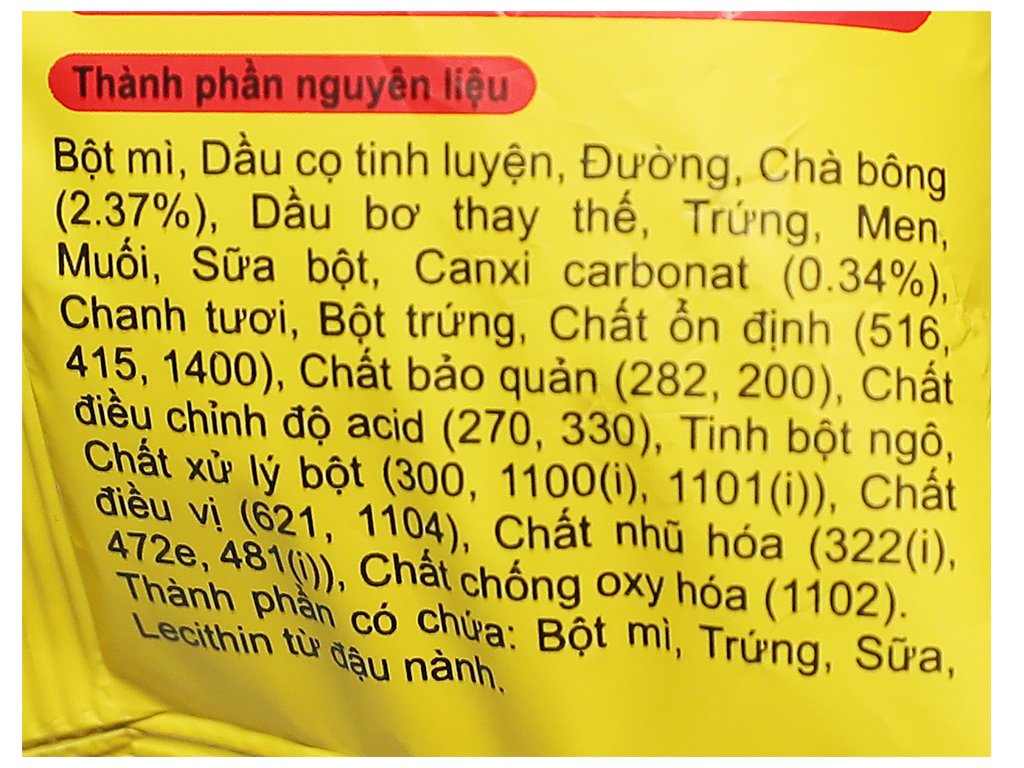 Thành phần nguyên liệu
Bột mì, Dầu cọ tinh luyện, Đường, Chà bông
(2.37%), Dầu bơ thay thế, Trứng, Men,
Muối, Sữa bột, Canxi carbonat (0.34%),
Chanh tươi, Bột trứng, Chất ổn định (516,
415, 1400), Chất bảo quản (282, 200), Chất
điều chỉnh độ acid (270, 330), Tinh bột ngô,
Chất xử lý bột (300, 1100(i), 1101(i)), Chất
điều vị (621, 1104), Chất nhũ hóa (322(i),
472e, 481(i)), Chất chống oxy hóa (1102).
Thành phần có chứa: Bột mì, Trứng, Sữa,
Lecithin từ đậu nành.